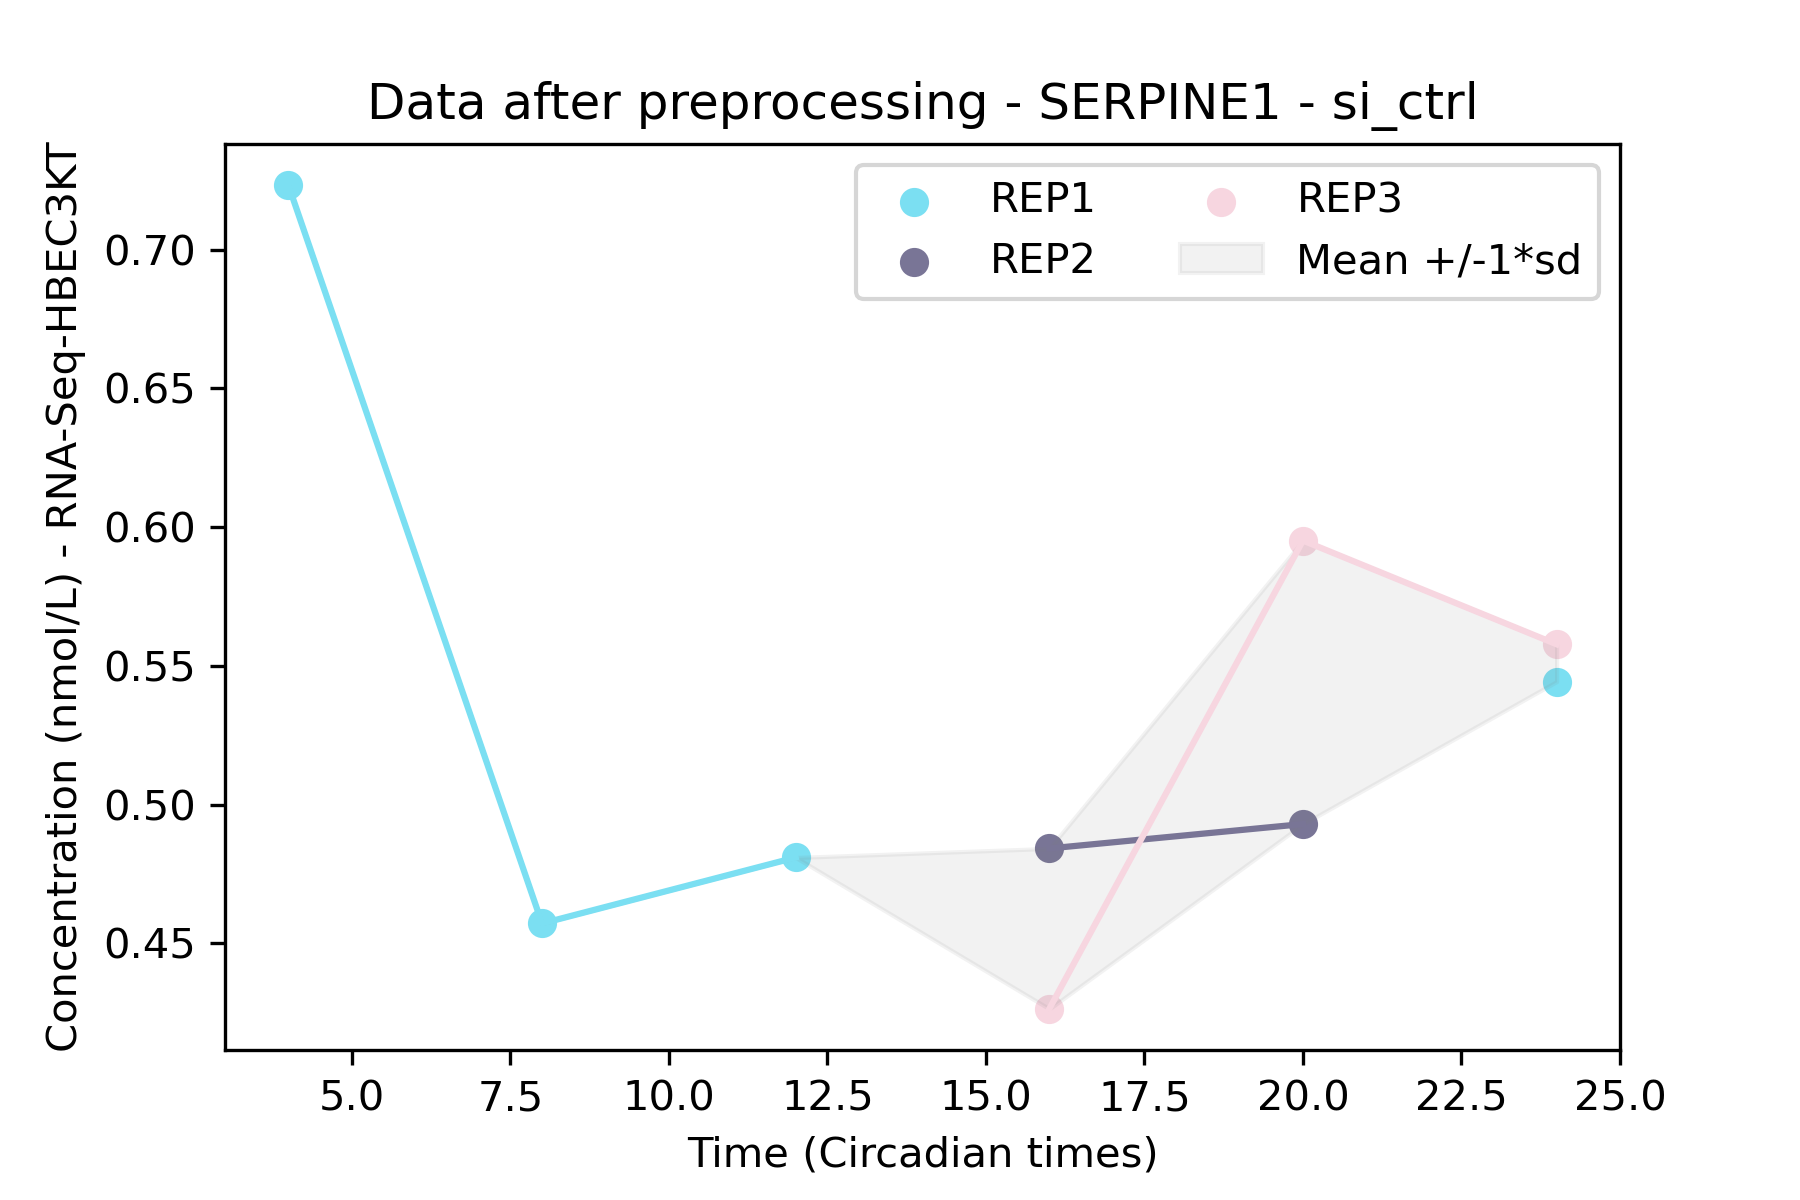 Data after preprocessing - SERPINE1 - si_ctrl
Concentration (nmol/L) - RNA-Seq-HBEC3KT
0.70
0.65
0.60
0.55
0.50
0.45
REP1
REP2
REP3
Mean +/-1*sd
5.0 7.5 10.0 12.5 15.0 17.5 20.0 22.5 25.0
Time (Circadian times)